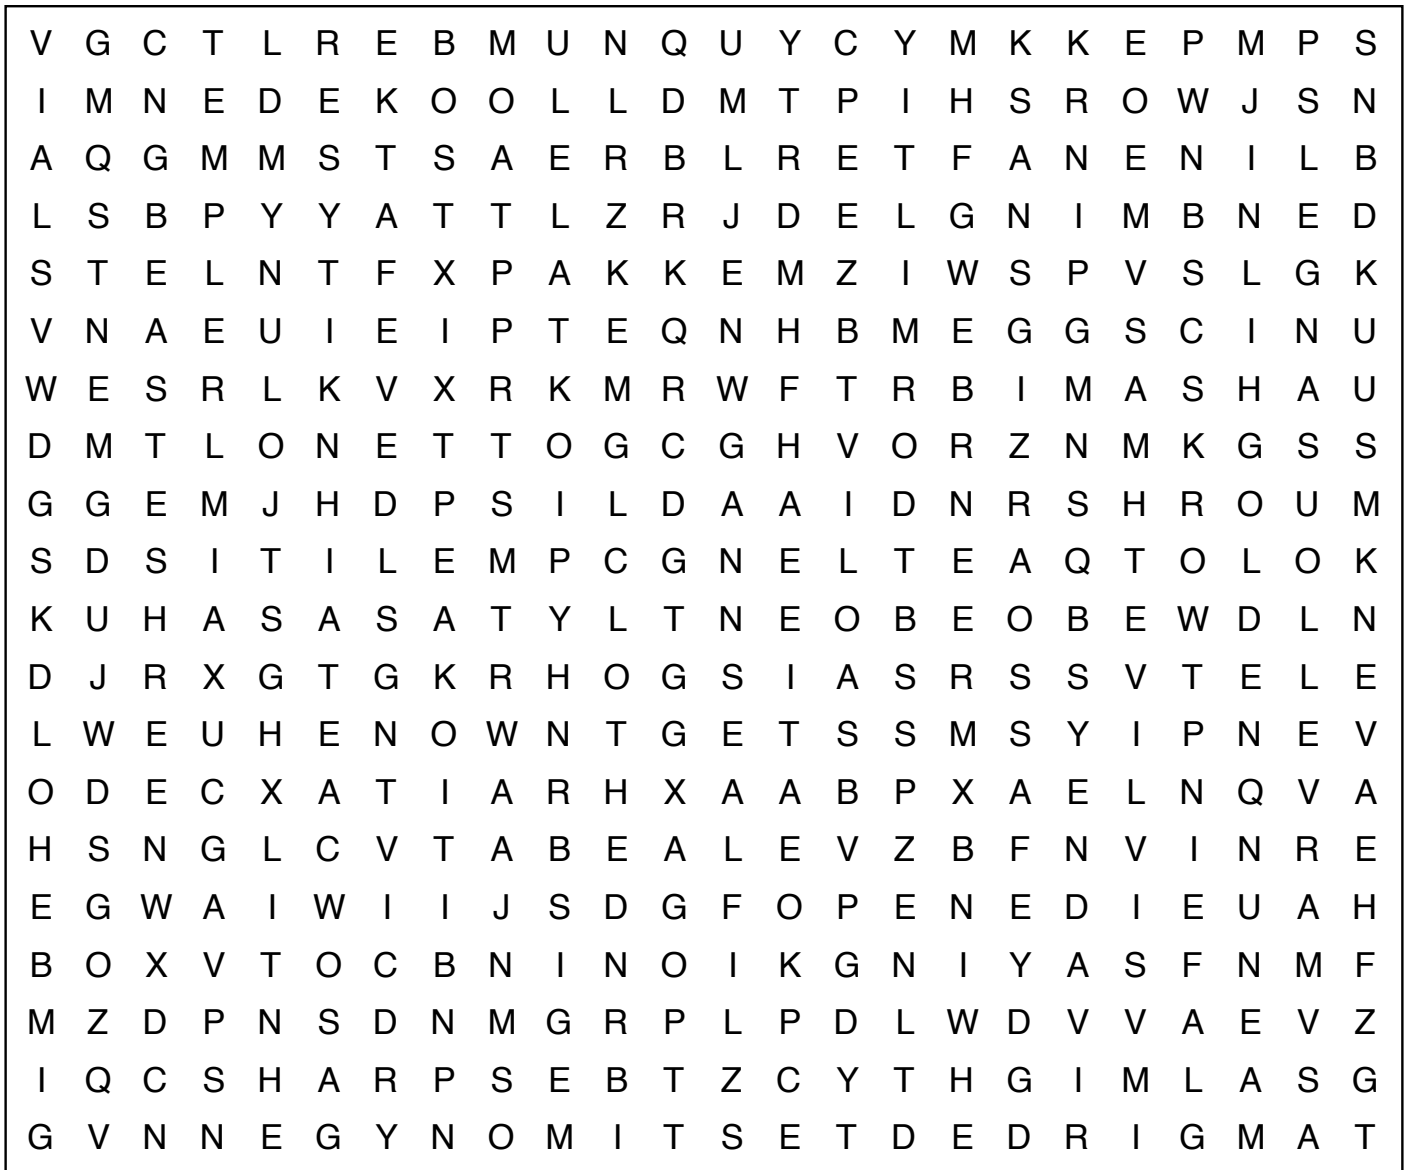 V G C T L R E B M U N Q U Y C Y M K K E P M P S
I M N E D E K O O L L D M T P I H S R O W J S N
A Q G M M S T S A E R B L R E T F A N E N I L B
L S B P Y Y A T T L Z R J D E L G N I M B N E D
S T E L N T F X P A K K E M Z I W S P V S L G K
V N A E U I E I P T E Q N H B M E G G S C I N U
W E S R L K V X R K M R W F T R B I M A S H A U
D M T L O N E T T O G C G H V O R Z N M K G S S
G G E M J H D P S I L D A A I D N R S H R O U M
S D S I T I L E M P C G N E L T E A Q T O L O K
K U H A S A S A T Y L T N E O B E O B E W D L N
D J R X G T G K R H O G S I A S R S S V T E L E
L W E U H E N O W N T G E T S S M S Y I P N E V
O D E C X A T I A R H X A A B P X A E L N Q V A
H S N G L C V T A B E A L E V Z B F N V I N R E
E G W A I W I I J S D G F O P E N E D I E U A H
B O X V T O C B N I N O I K G N I Y A S F N M F
M Z D P N S D N M G R P L P D L W D V V A E V Z
I Q C S H A R P S E B T Z C Y T H G I M L A S G
G V N N E G Y N O M I T S E T D E D R I G M A T